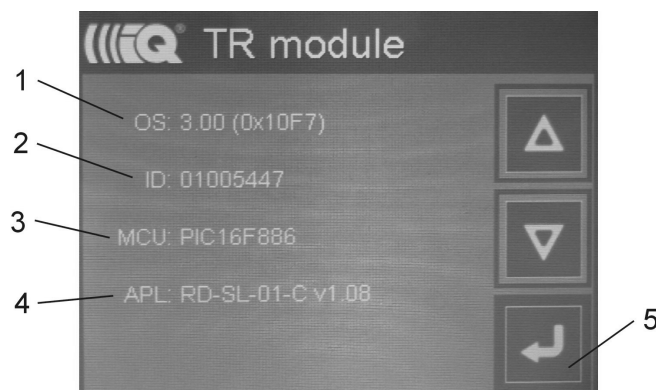 IQ® TR module
1
OS: 3.00 (0x10F7)
2
ID: 01005447
3
MCU: PIC16F886
4
APL: RD-SL-01-C v1.08
5